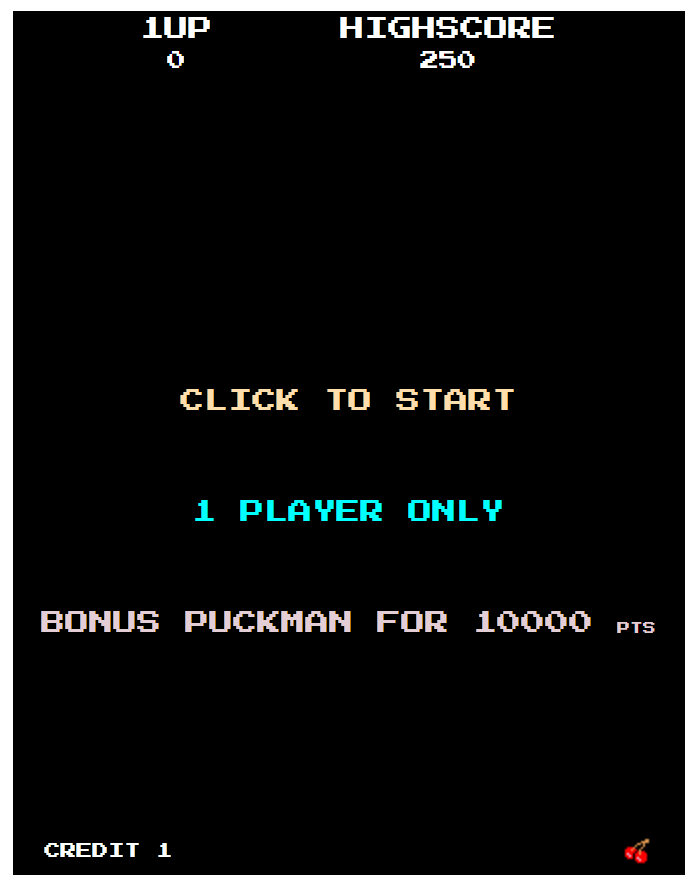 1UP HIGHSCORE
0 250
CLICK TO START
1 PLAYER ONLY
BONUS PUCKMAN FOR 10000 PTS
CREDIT 1